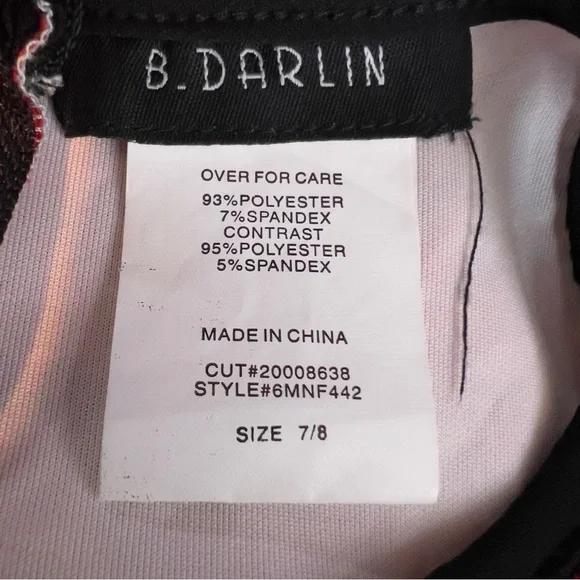 B.DARLIN
OVER FOR CARE
93%POLYESTER
7%SPANDEX
CONTRAST
95%POLYESTER
5%SPANDEX
MADE IN CHINA
CUT#20008638
STYLE#6MNF442
SIZE 7/8